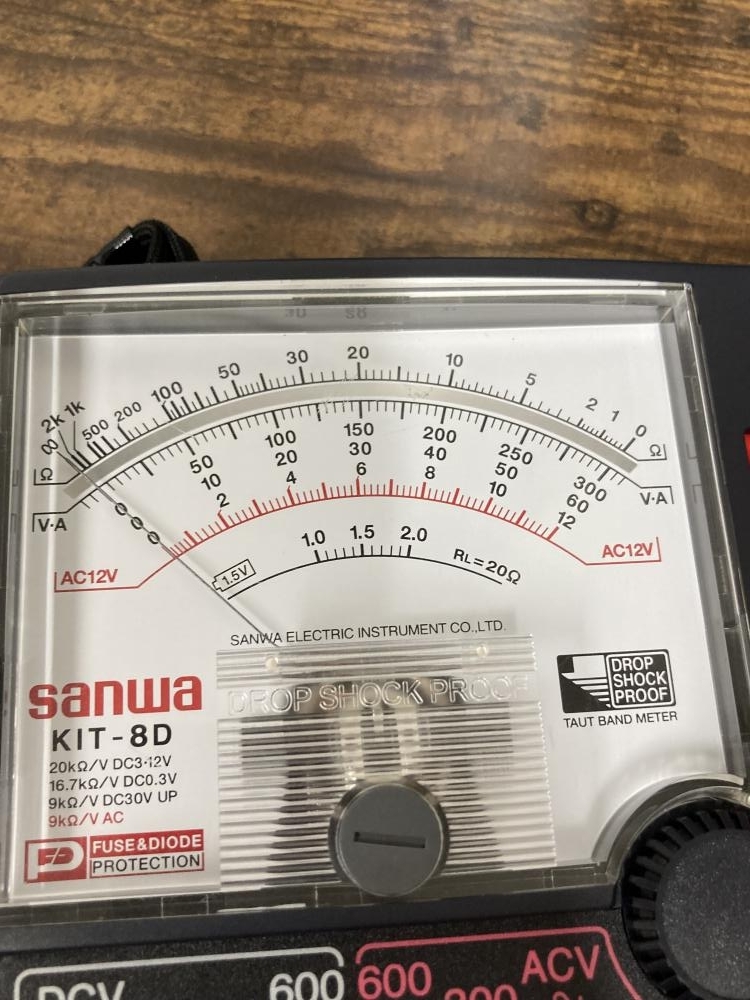 ∞ 2k 1k 500 200 100 50 30 20 10 5 2 1 0 Ω
Ω
0 50 100 150 200 250 300 V·A
V·A
0 10 20 30 40 50 60
0 2 4 6 8 10 12
AC12V AC12V
1.5V 1.0 1.5 2.0 RL=20Ω
SANWA ELECTRIC INSTRUMENT CO.,LTD.
DROP SHOCK PROOF
sanwa
KIT-8D
20kΩ/V DC3·12V
16.7kΩ/V DC0.3V
9kΩ/V DC30V UP
9kΩ/V AC
FUSE&DIODE
PROTECTION
DROP
SHOCK
PROOF
TAUT BAND METER
DCV 600 600 ACV